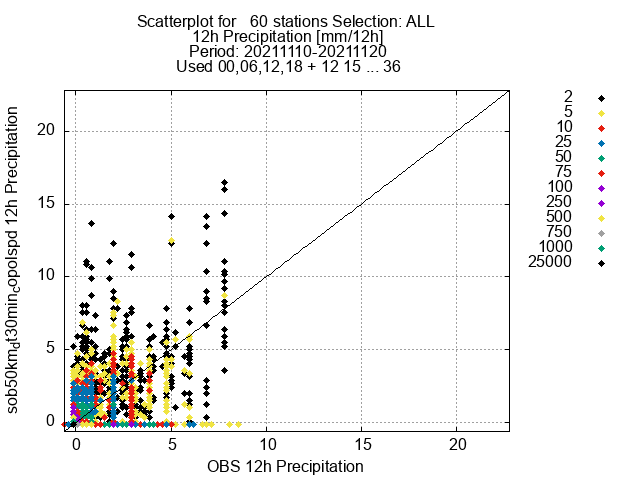 Scatterplot for 60 stations Selection: ALL
12h Precipitation [mm/12h]
Period: 20211110-20211120
Used 00,06,12,18 + 12 15 ... 36
sob50km_dt30min_copolspd 12h Precipitation
20
15
10
5
0
0 5 10 15 20
OBS 12h Precipitation
2
5
10
25
50
75
100
250
500
750
1000
25000